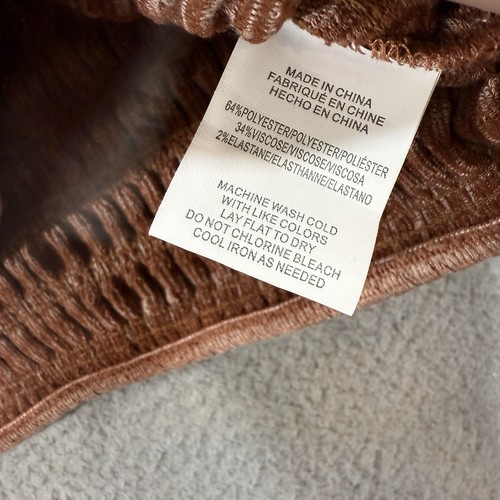 MADE IN CHINA
FABRIQUÉ EN CHINE
HECHO EN CHINA
64%POLYESTER/POLYESTER/POLIÉSTER
34%VISCOSE/VISCOSE/VISCOSA
2%ELASTANE/ELASTHANNE/ELASTANO
MACHINE WASH COLD
WITH LIKE COLORS
LAY FLAT TO DRY
DO NOT CHLORINE BLEACH
COOL IRON AS NEEDED